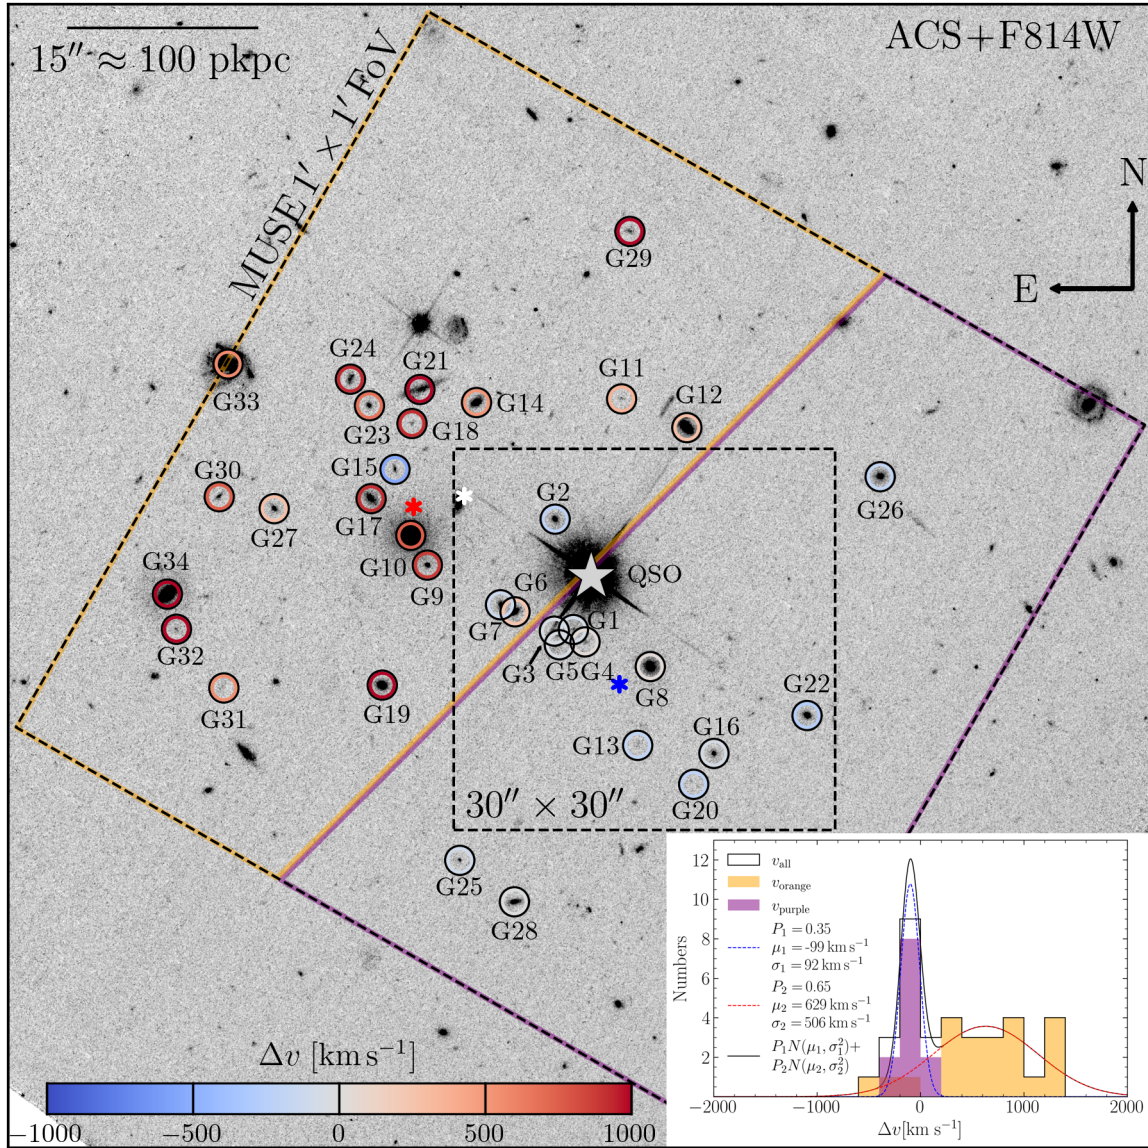 ACS+F814W
15″ ≈ 100 pkpc
MUSE 1′ × 1′ FoV
N
E
G29
G24
G21
G11
G33
G14
G12
G23
G18
G15
G30
G2
G26
G17
G27
G10
QSO
G34
G9
G6
G7
G1
G32
G3
G5
G4
G8
G31
G19
G22
G16
G13
G20
30″ × 30″
G25
G28
Δv [km s⁻¹]
−1000 −500 0 500 1000
12
10
8
6
4
2
Numbers
v_all
v_orange
v_purple
P₁ = 0.35
μ₁ = -99 km s⁻¹
σ₁ = 92 km s⁻¹
P₂ = 0.65
μ₂ = 629 km s⁻¹
σ₂ = 506 km s⁻¹
P₁N(μ₁, σ₁²)+
P₂N(μ₂, σ₂²)
−2000 −1000 0 1000 2000
Δv[km s⁻¹]